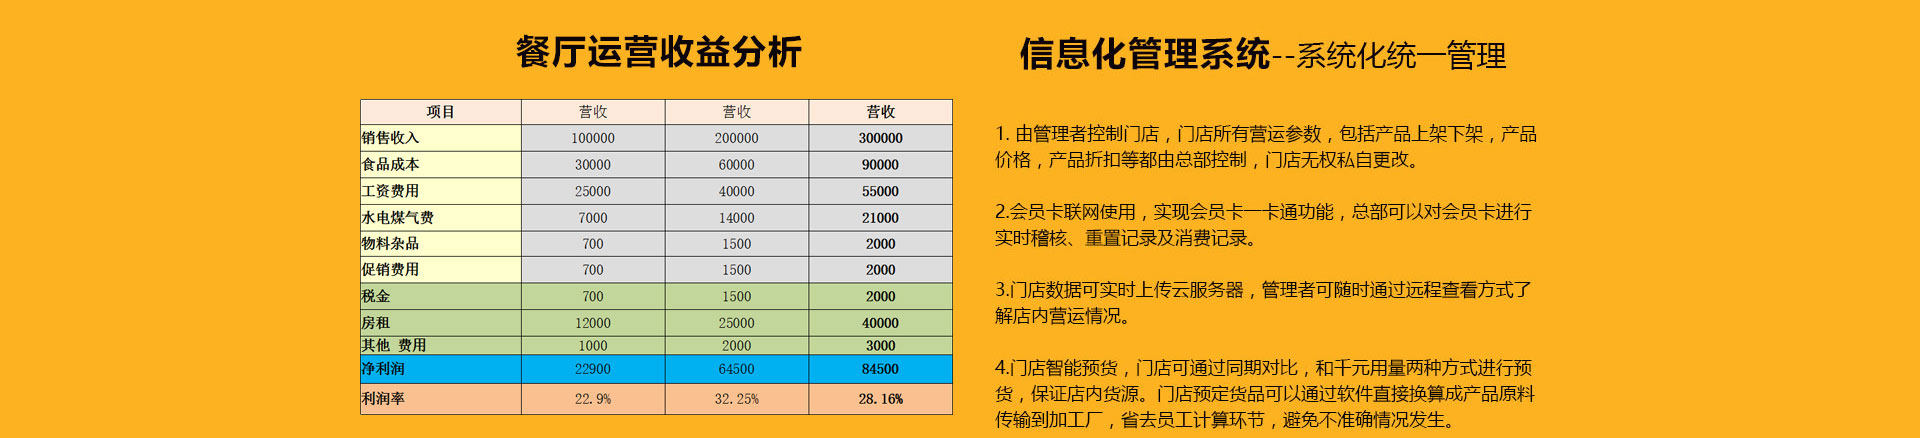 餐厅运营收益分析
项目 营收 营收 营收
销售收入 100000 200000 300000
食品成本 30000 60000 90000
工资费用 25000 40000 55000
水电煤气费 7000 14000 21000
物料杂品 700 1500 2000
促销费用 700 1500 2000
税金 700 1500 2000
房租 12000 25000 40000
其他 费用 1000 2000 3000
净利润 22900 64500 84500
利润率 22.9% 32.25% 28.16%
信息化管理系统--系统化统一管理
1. 由管理者控制门店，门店所有营运参数，包括产品上架下架，产品
价格，产品折扣等都由总部控制，门店无权私自更改。
2.会员卡联网使用，实现会员卡一卡通功能，总部可以对会员卡进行
实时稽核、重置记录及消费记录。
3.门店数据可实时上传云服务器，管理者可随时通过远程查看方式了
解店内营运情况。
4.门店智能预货，门店可通过同期对比，和千元用量两种方式进行预
货，保证店内货源。门店预定货品可以通过软件直接换算成产品原料
传输到加工厂，省去员工计算环节，避免不准确情况发生。